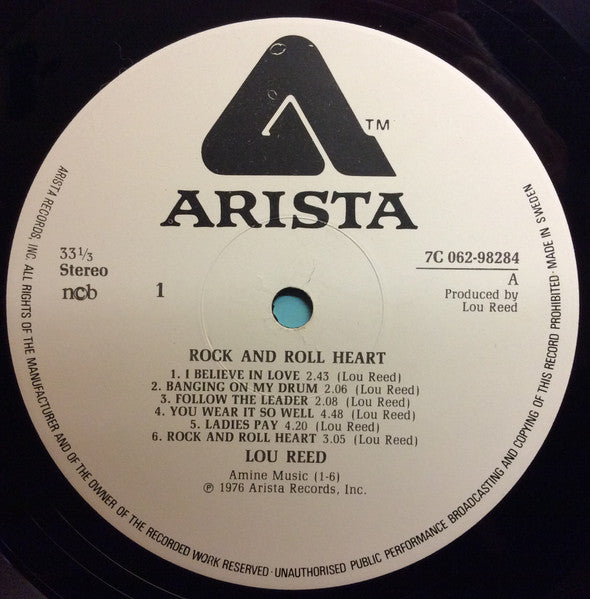 TM
ARISTA
33⅓
Stereo
ncb
1
7C 062-98284
A
Produced by
Lou Reed
ROCK AND ROLL HEART
1. I BELIEVE IN LOVE 2.43 (Lou Reed)
2. BANGING ON MY DRUM 2.06 (Lou Reed)
3. FOLLOW THE LEADER 2.08 (Lou Reed)
4. YOU WEAR IT SO WELL 4.48 (Lou Reed)
5. LADIES PAY 4.20 (Lou Reed)
6. ROCK AND ROLL HEART 3.05 (Lou Reed)
LOU REED
Amine Music (1-6)
℗ 1976 Arista Records, Inc.
ARISTA RECORDS, INC. ALL RIGHTS OF THE MANUFACTURER AND OF THE OWNER OF THE RECORDED WORK RESERVED · UNAUTHORISED PUBLIC PERFORMANCE BROADCASTING AND COPYING OF THIS RECORD PROHIBITED · MADE IN SWEDEN